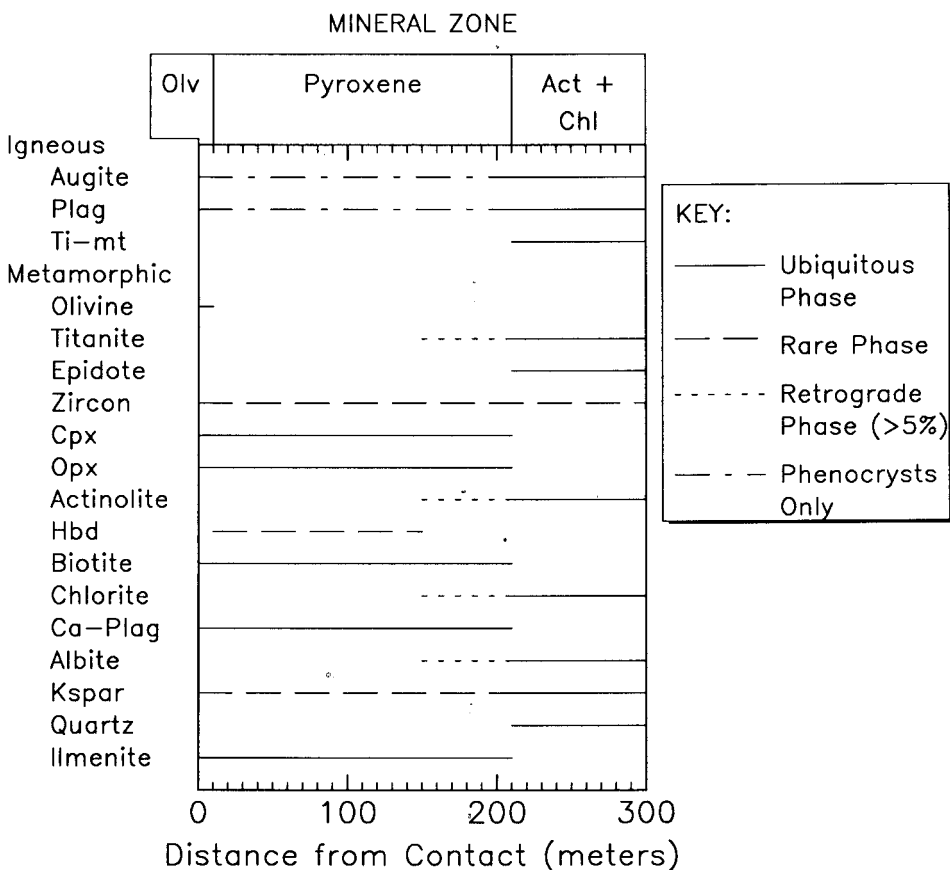 MINERAL ZONE
Olv
Pyroxene
Act +
Chl
Igneous
Augite
Plag
Ti-mt
Metamorphic
Olivine
Titanite
Epidote
Zircon
Cpx
Opx
Actinolite
Hbd
Biotite
Chlorite
Ca-Plag
Albite
Kspar
Quartz
Ilmenite
KEY:
Ubiquitous
Phase
Rare Phase
Retrograde
Phase (>5%)
Phenocrysts
Only
0 100 200 300
Distance from Contact (meters)